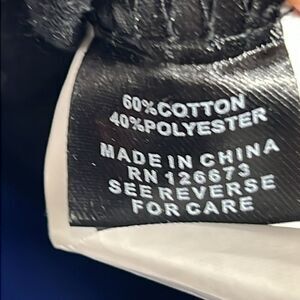 60%COTTON
40%POLYESTER
MADE IN CHINA
RN 126673
SEE REVERSE
FOR CARE